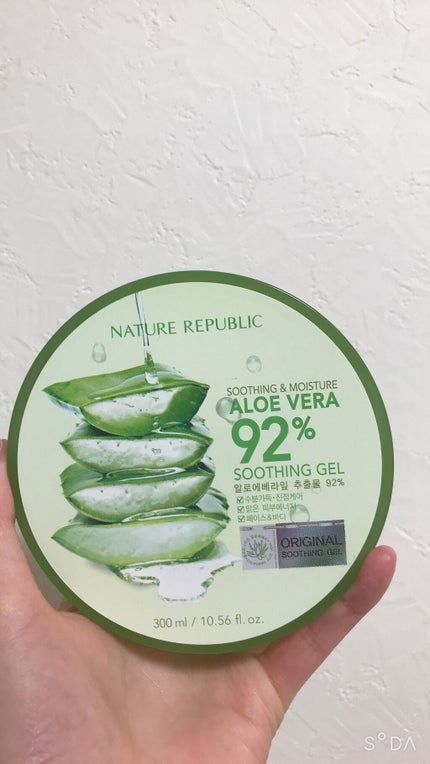 NATURE REPUBLIC
SOOTHING & MOISTURE
ALOE VERA
92%
SOOTHING GEL
알로에베라잎 추출물 92%
수분가득·진정케어
맑은 피부에너지
페이스&바디
ORIGINAL
SOOTHING GEL
300 ml / 10.56 fl. oz.
SODA